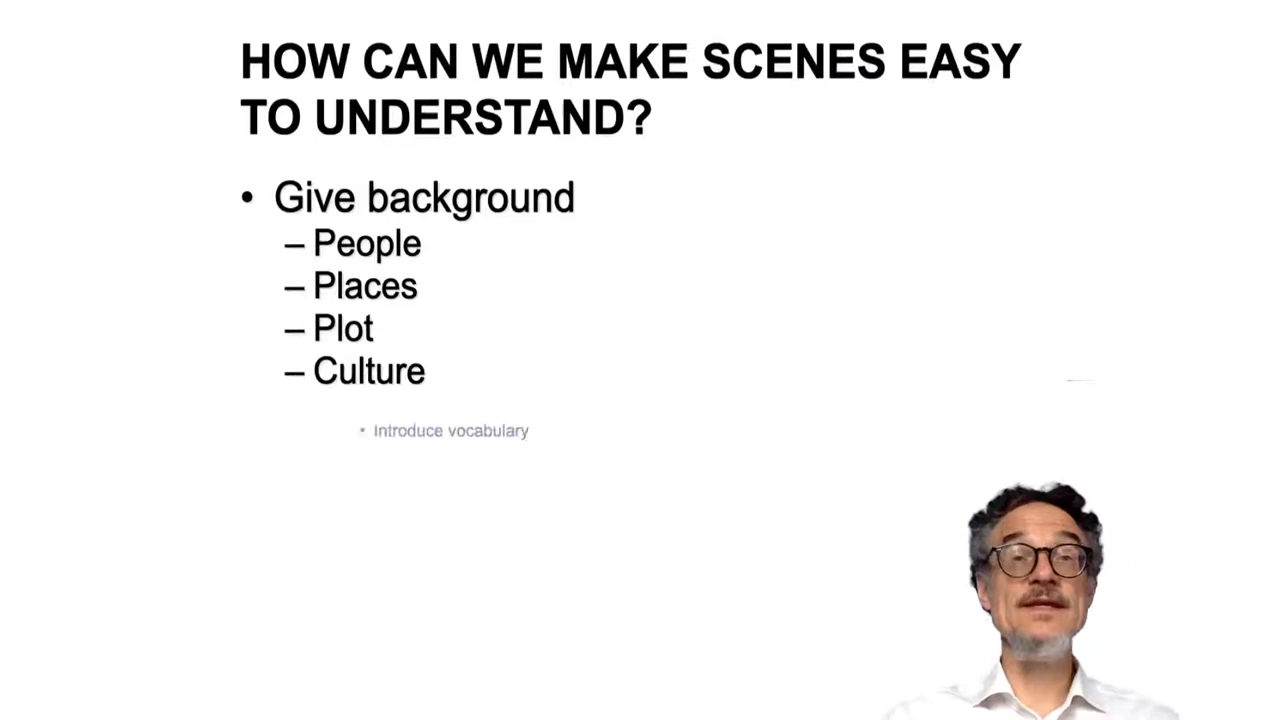 HOW CAN WE MAKE SCENES EASY
TO UNDERSTAND?
• Give background
– People
– Places
– Plot
– Culture
• Introduce vocabulary